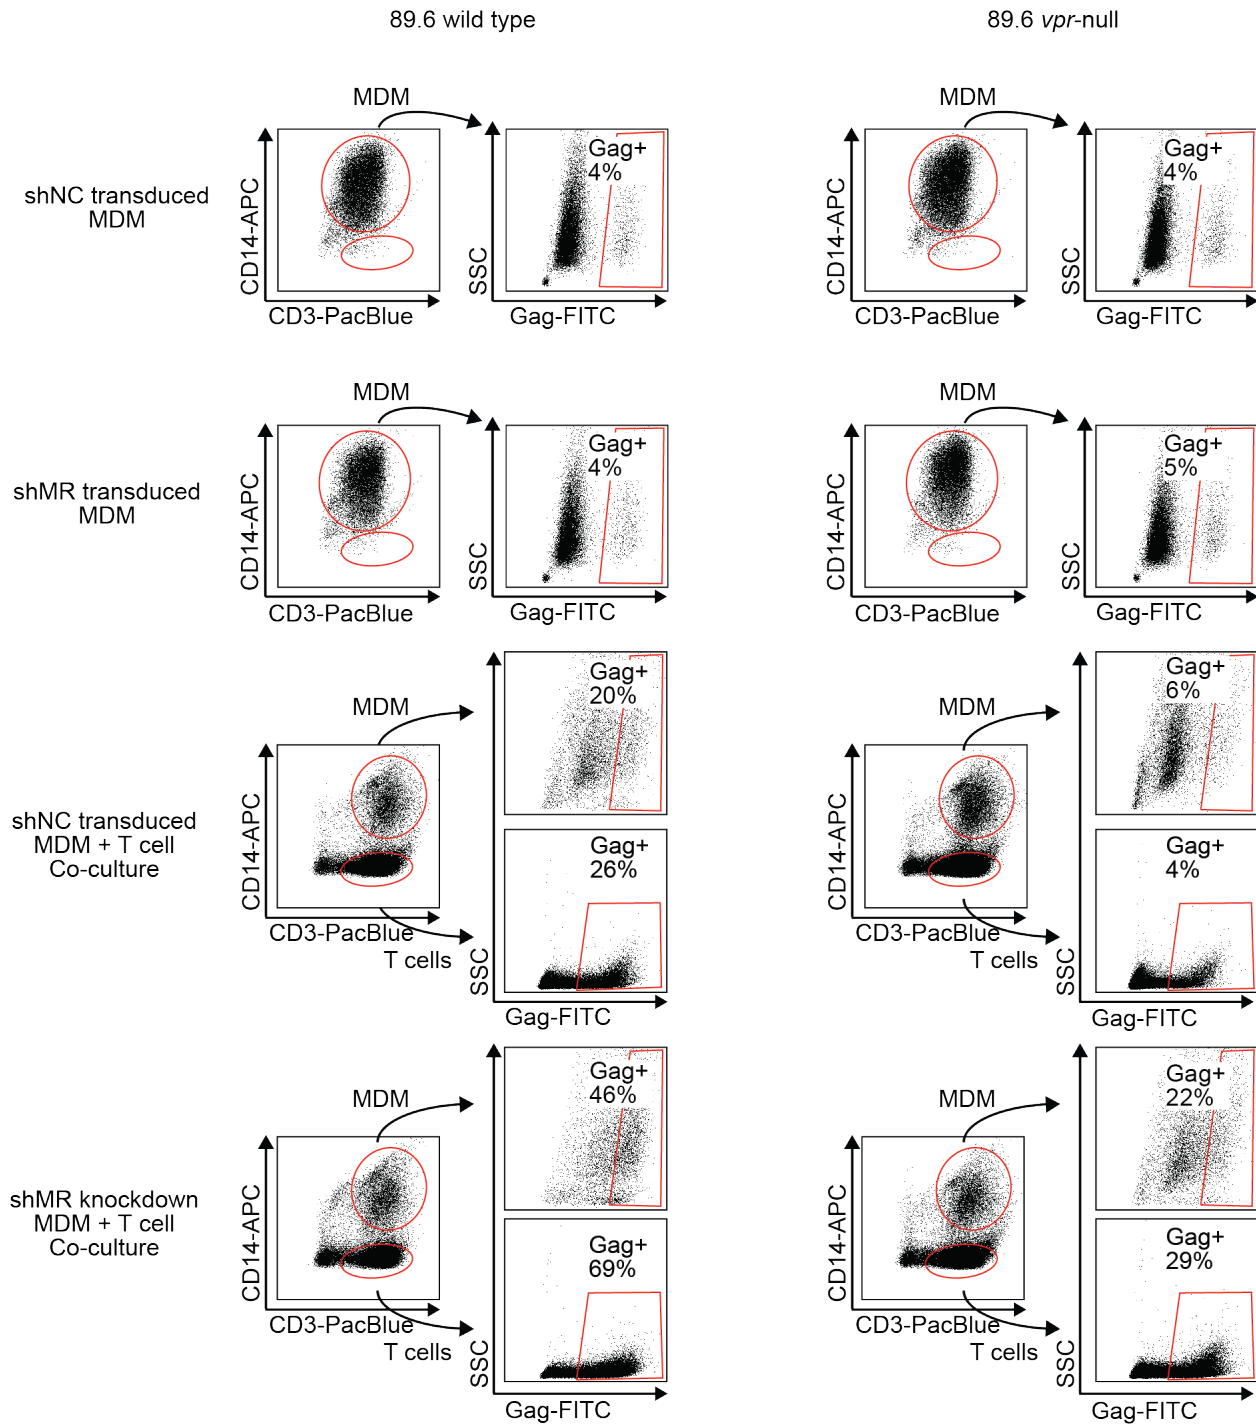 89.6 wild type
89.6 vpr-null
shNC transduced
MDM
MDM
CD14-APC
CD3-PacBlue
SSC
Gag+
4%
Gag-FITC
MDM
CD14-APC
CD3-PacBlue
SSC
Gag+
4%
Gag-FITC
shMR transduced
MDM
MDM
CD14-APC
CD3-PacBlue
SSC
Gag+
4%
Gag-FITC
MDM
CD14-APC
CD3-PacBlue
SSC
Gag+
5%
Gag-FITC
shNC transduced
MDM + T cell
Co-culture
MDM
CD14-APC
CD3-PacBlue
T cells
Gag+
20%
Gag+
26%
SSC
Gag-FITC
MDM
CD14-APC
CD3-PacBlue
T cells
Gag+
6%
Gag+
4%
SSC
Gag-FITC
shMR knockdown
MDM + T cell
Co-culture
MDM
CD14-APC
CD3-PacBlue
T cells
Gag+
46%
Gag+
69%
SSC
Gag-FITC
MDM
CD14-APC
CD3-PacBlue
T cells
Gag+
22%
Gag+
29%
SSC
Gag-FITC